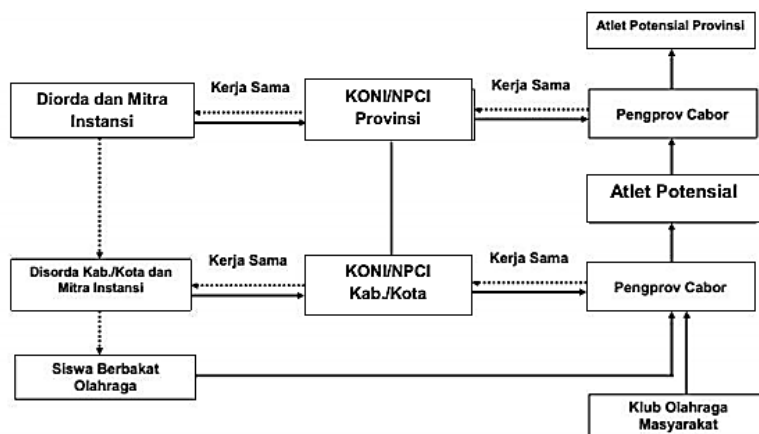 Atlet Potensial Provinsi
Kerja Sama
Kerja Sama
Diorda dan Mitra
Instansi
KONI/NPCI
Provinsi
Pengprov Cabor
Atlet Potensial
Kerja Sama
Kerja Sama
Disorda Kab./Kota dan
Mitra Instansi
KONI/NPCI
Kab./Kota
Pengprov Cabor
Siswa Berbakat
Olahraga
Klub Olahraga
Masyarakat